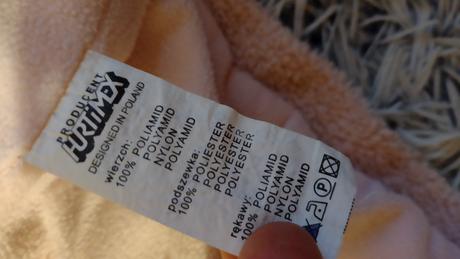 PRODUCENT
FURTIMEX
DESIGNED IN POLAND
wierzch:
100% POLIAMID
POLYAMID
NYLON
POLYAMID
podszewka:
100% POLIESTER
POLYESTER
POLYESTER
POLYESTER
rękawy:
100% POLIAMID
POLYAMID
NYLON
POLYAMID
A P